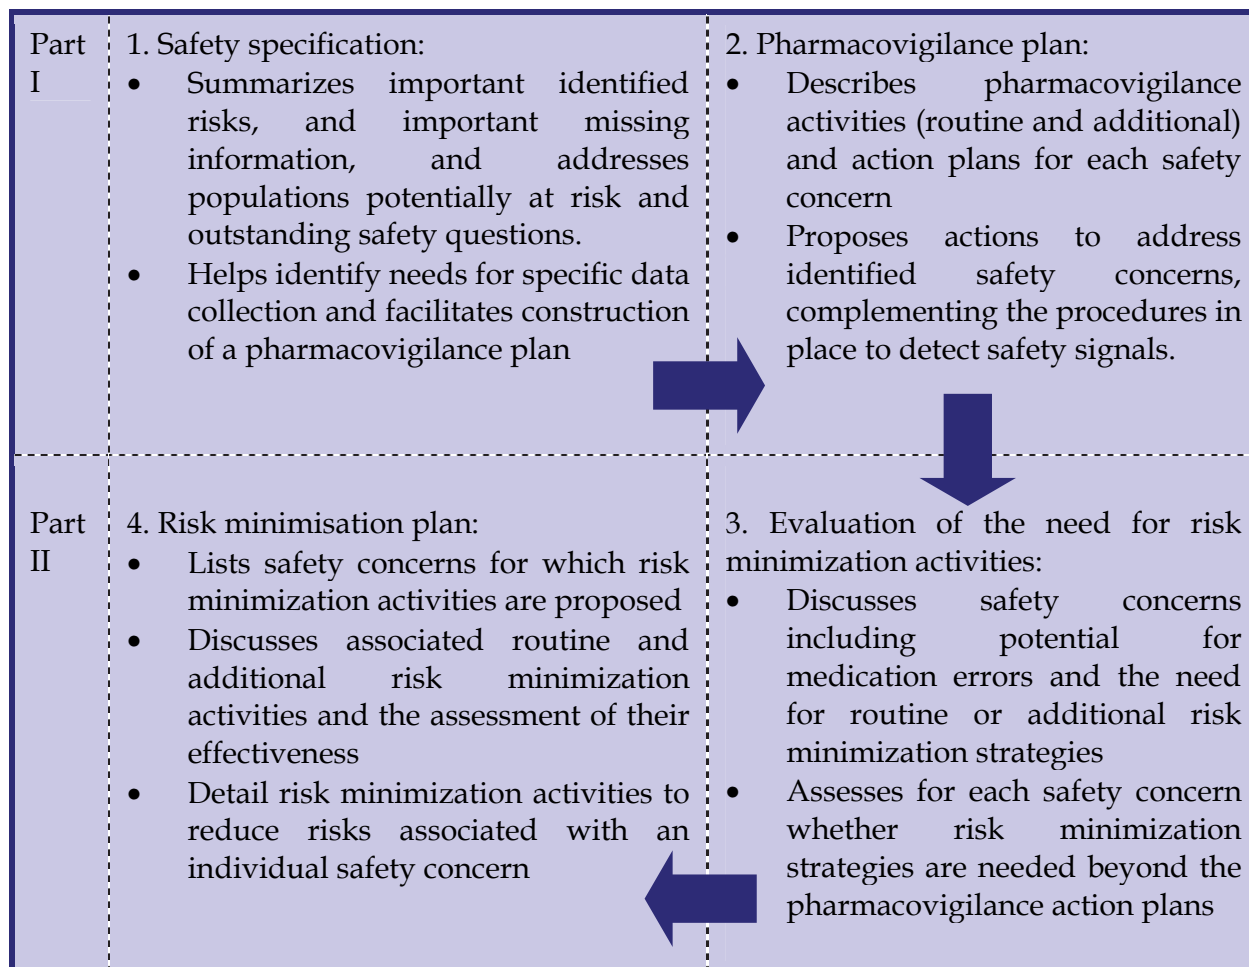 Part
I
1. Safety specification:
• Summarizes important identified
risks, and important missing
information, and addresses
populations potentially at risk and
outstanding safety questions.
• Helps identify needs for specific data
collection and facilitates construction
of a pharmacovigilance plan
2. Pharmacovigilance plan:
• Describes pharmacovigilance
activities (routine and additional)
and action plans for each safety
concern
• Proposes actions to address
identified safety concerns,
complementing the procedures in
place to detect safety signals.
Part
II
4. Risk minimisation plan:
• Lists safety concerns for which risk
minimization activities are proposed
• Discusses associated routine and
additional risk minimization
activities and the assessment of their
effectiveness
• Detail risk minimization activities to
reduce risks associated with an
individual safety concern
3. Evaluation of the need for risk
minimization activities:
• Discusses safety concerns
including potential for
medication errors and the need
for routine or additional risk
minimization strategies
• Assesses for each safety concern
whether risk minimization
strategies are needed beyond the
pharmacovigilance action plans